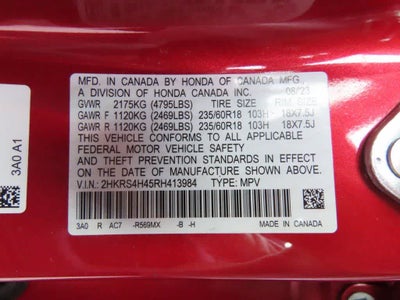 MFD. IN CANADA BY HONDA OF CANADA MFG.,
A DIVISION OF HONDA CANADA INC. 08/23
GVWR 2175KG (4795LBS) TIRE SIZE RIM SIZE
GAWR F 1120KG (2469LBS) 235/60R18 103H 18X7.5J
GAWR R 1120KG (2469LBS) 235/60R18 103H 18X7.5J
THIS VEHICLE CONFORMS TO ALL APPLICABLE
FEDERAL MOTOR VEHICLE SAFETY
STANDARDS IN EFFECT ON THE
DATE OF MANUFACTURE SHOWN ABOVE.
V.I.N.: 2HKRS4H45RH413984 TYPE: MPV
3A0 R AC7 -R569MX -B -H
MADE IN CANADA
3A0 A1